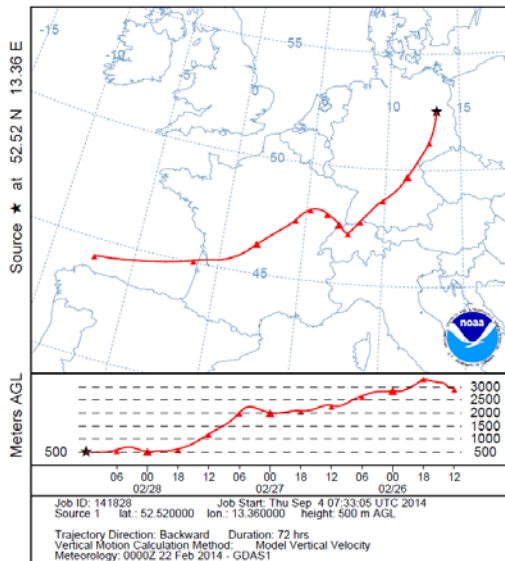 -15
55
-10
-5
0
5
10
15
50
45
Source ★ at 52.52 N 13.36 E
noaa
Meters AGL
3000
2500
2000
1500
1000
500
500
06 00 18 12 06 00 18 12 06 00 18 12
02/28 02/27 02/26
Job ID: 141828 Job Start: Thu Sep 4 07:33:05 UTC 2014
Source 1 lat.: 52.520000 lon.: 13.360000 height: 500 m AGL
Trajectory Direction: Backward Duration: 72 hrs
Vertical Motion Calculation Method: Model Vertical Velocity
Meteorology: 0000Z 22 Feb 2014 - GDAS1